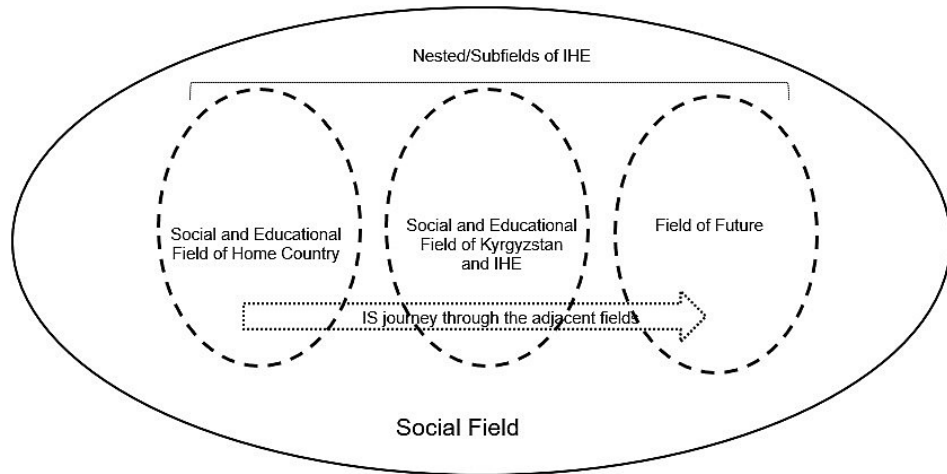 Nested/Subfields of IHE
Social and Educational
Field of Home Country
Social and Educational
Field of Kyrgyzstan
and IHE
Field of Future
IS journey through the adjacent fields
Social Field